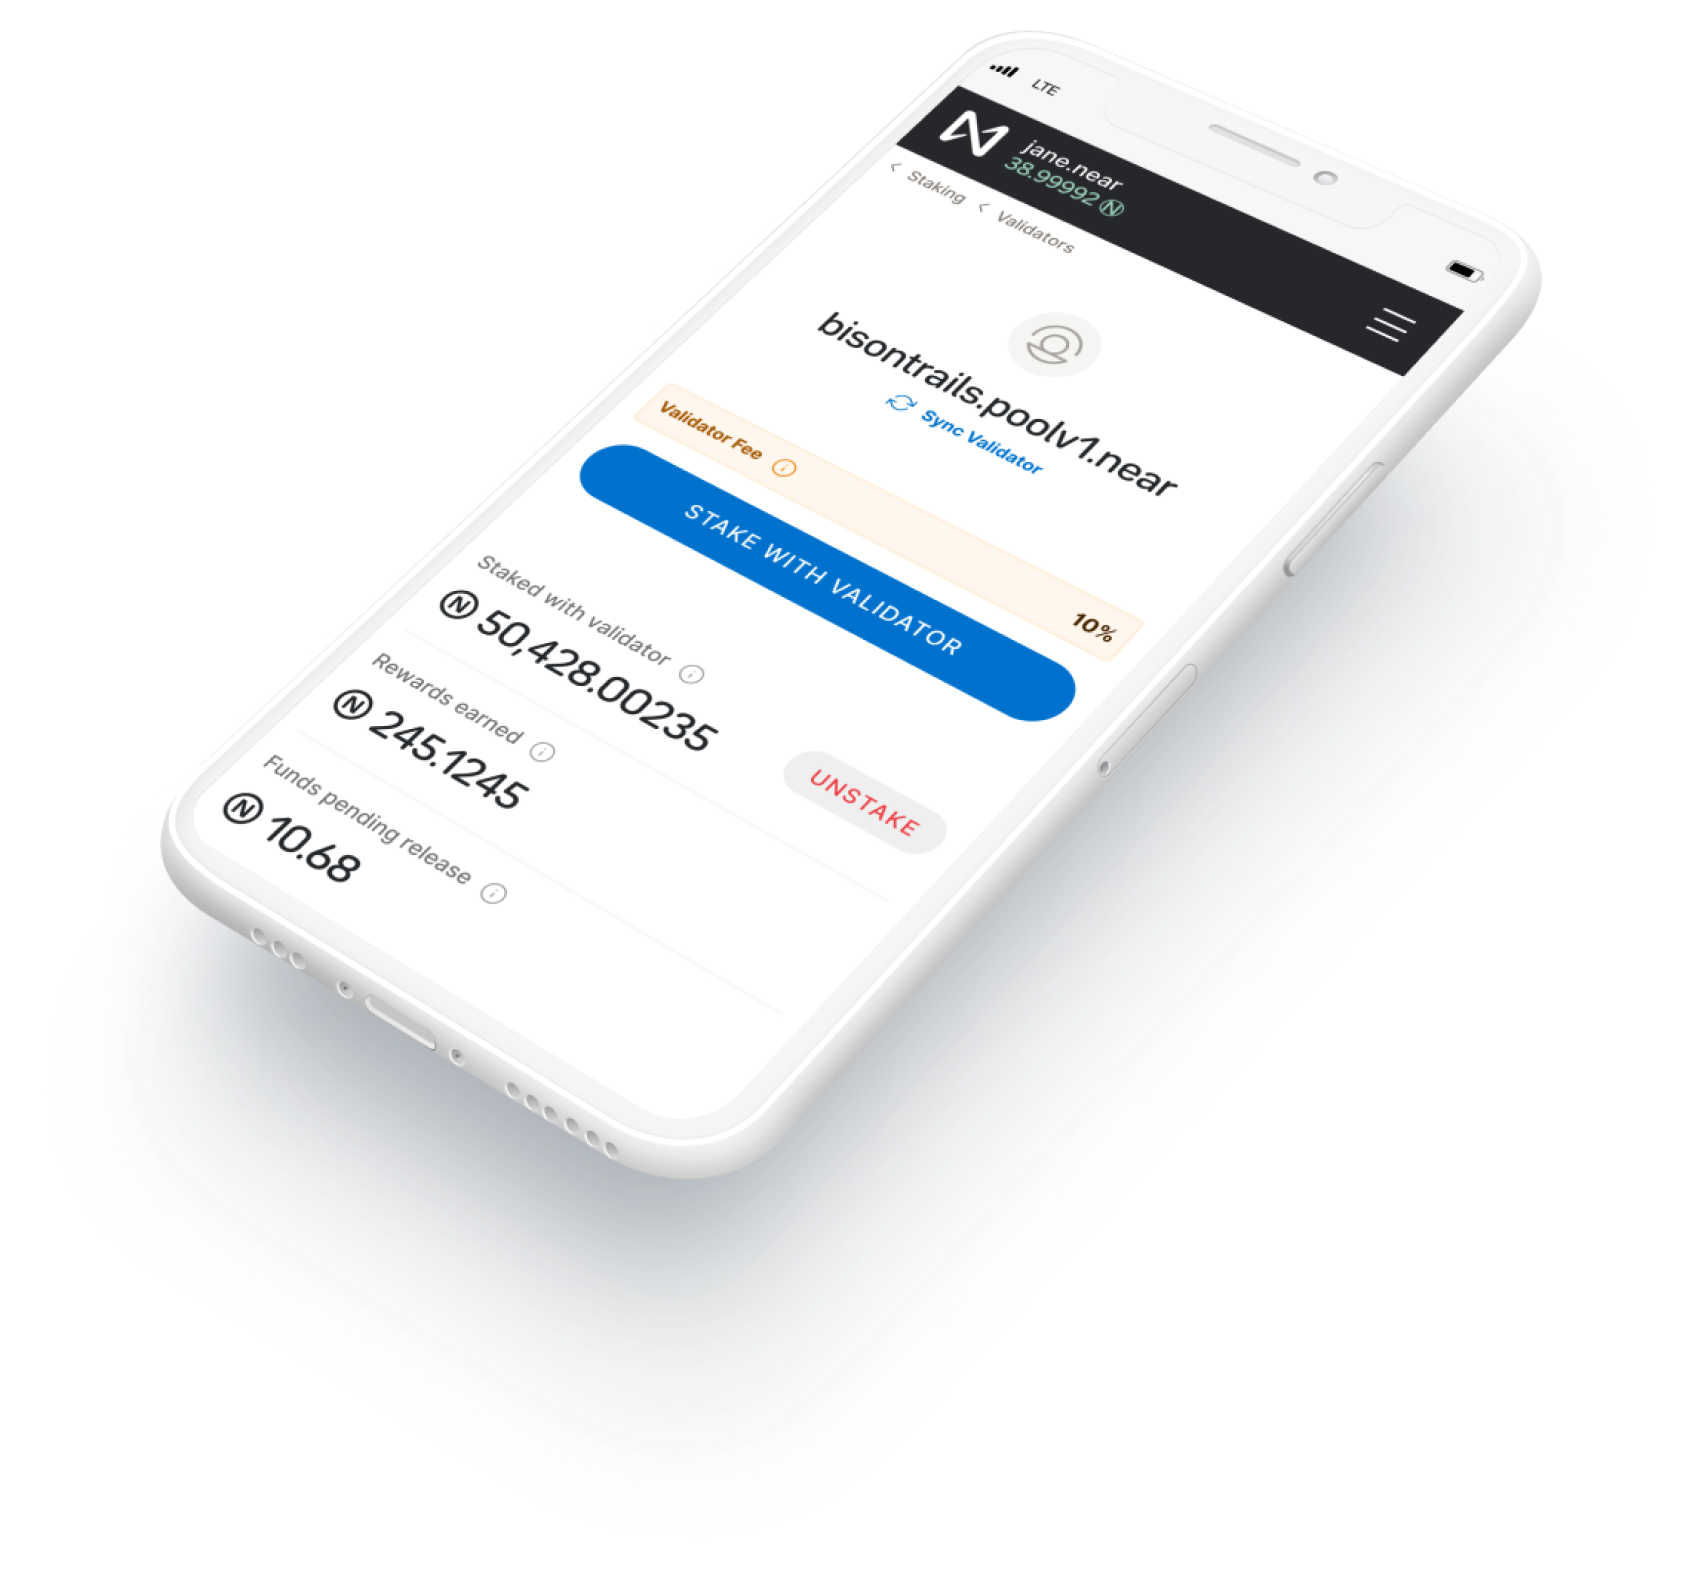 LTE
jane.near
38.99992
< Staking < Validators
bisontrails.poolv1.near
Sync Validator
Validator Fee 10%
STAKE WITH VALIDATOR
Staked with validator
50,428.00235
UNSTAKE
Rewards earned
245.1245
Funds pending release
10.68